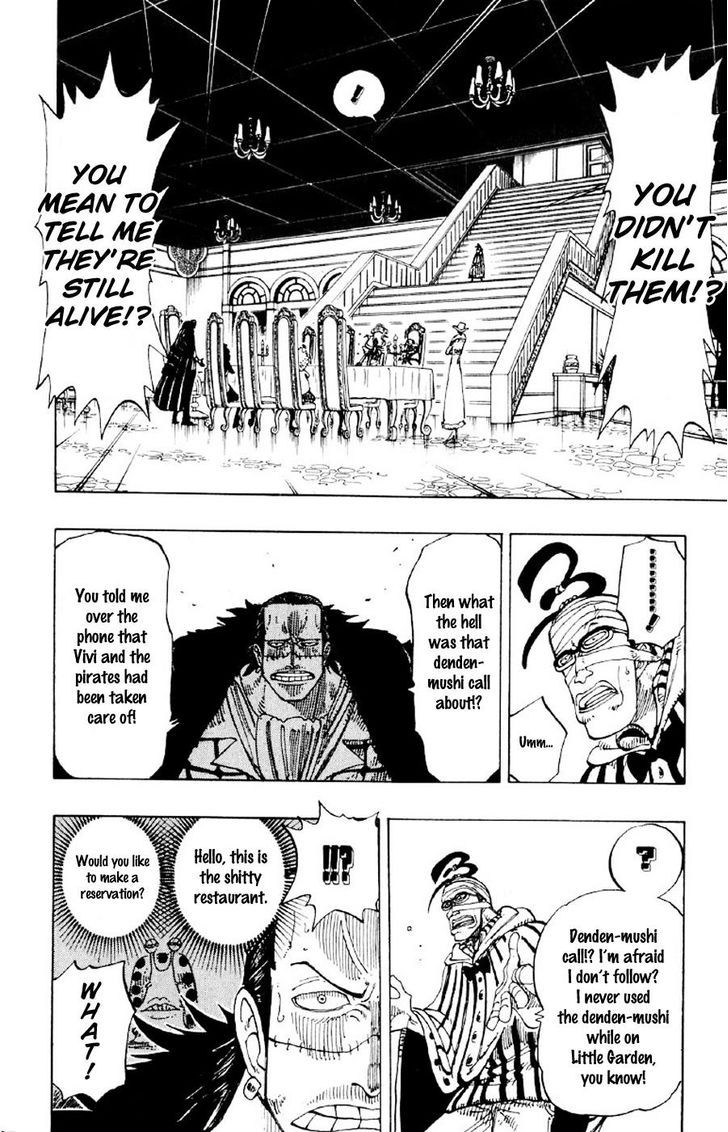 !
YOU
DIDN'T
KILL
THEM!?
YOU
MEAN TO
TELL ME
THEY'RE
STILL
ALIVE!?
!
Umm...
Then what
the hell
was that
denden-
mushi call
about!?
You told me
over the
phone that
Vivi and the
pirates had
been taken
care of!
?
Denden-mushi
call!? I'm afraid
I don't follow?
I never used
the denden-mushi
while on
Little Garden,
you know!
!!?
Hello, this is
the shitty
restaurant.
Would you like
to make a
reservation?
WHAT!